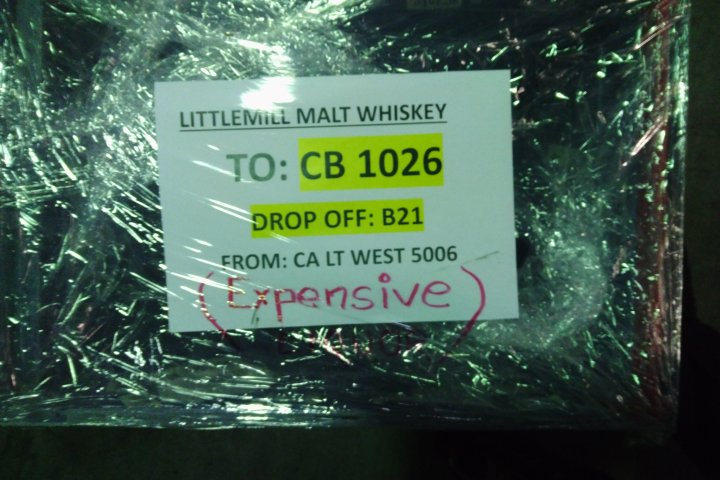 LITTLEMILL MALT WHISKEY
TO: CB 1026
DROP OFF: B21
FROM: CA LT WEST 5006
(Expensive)